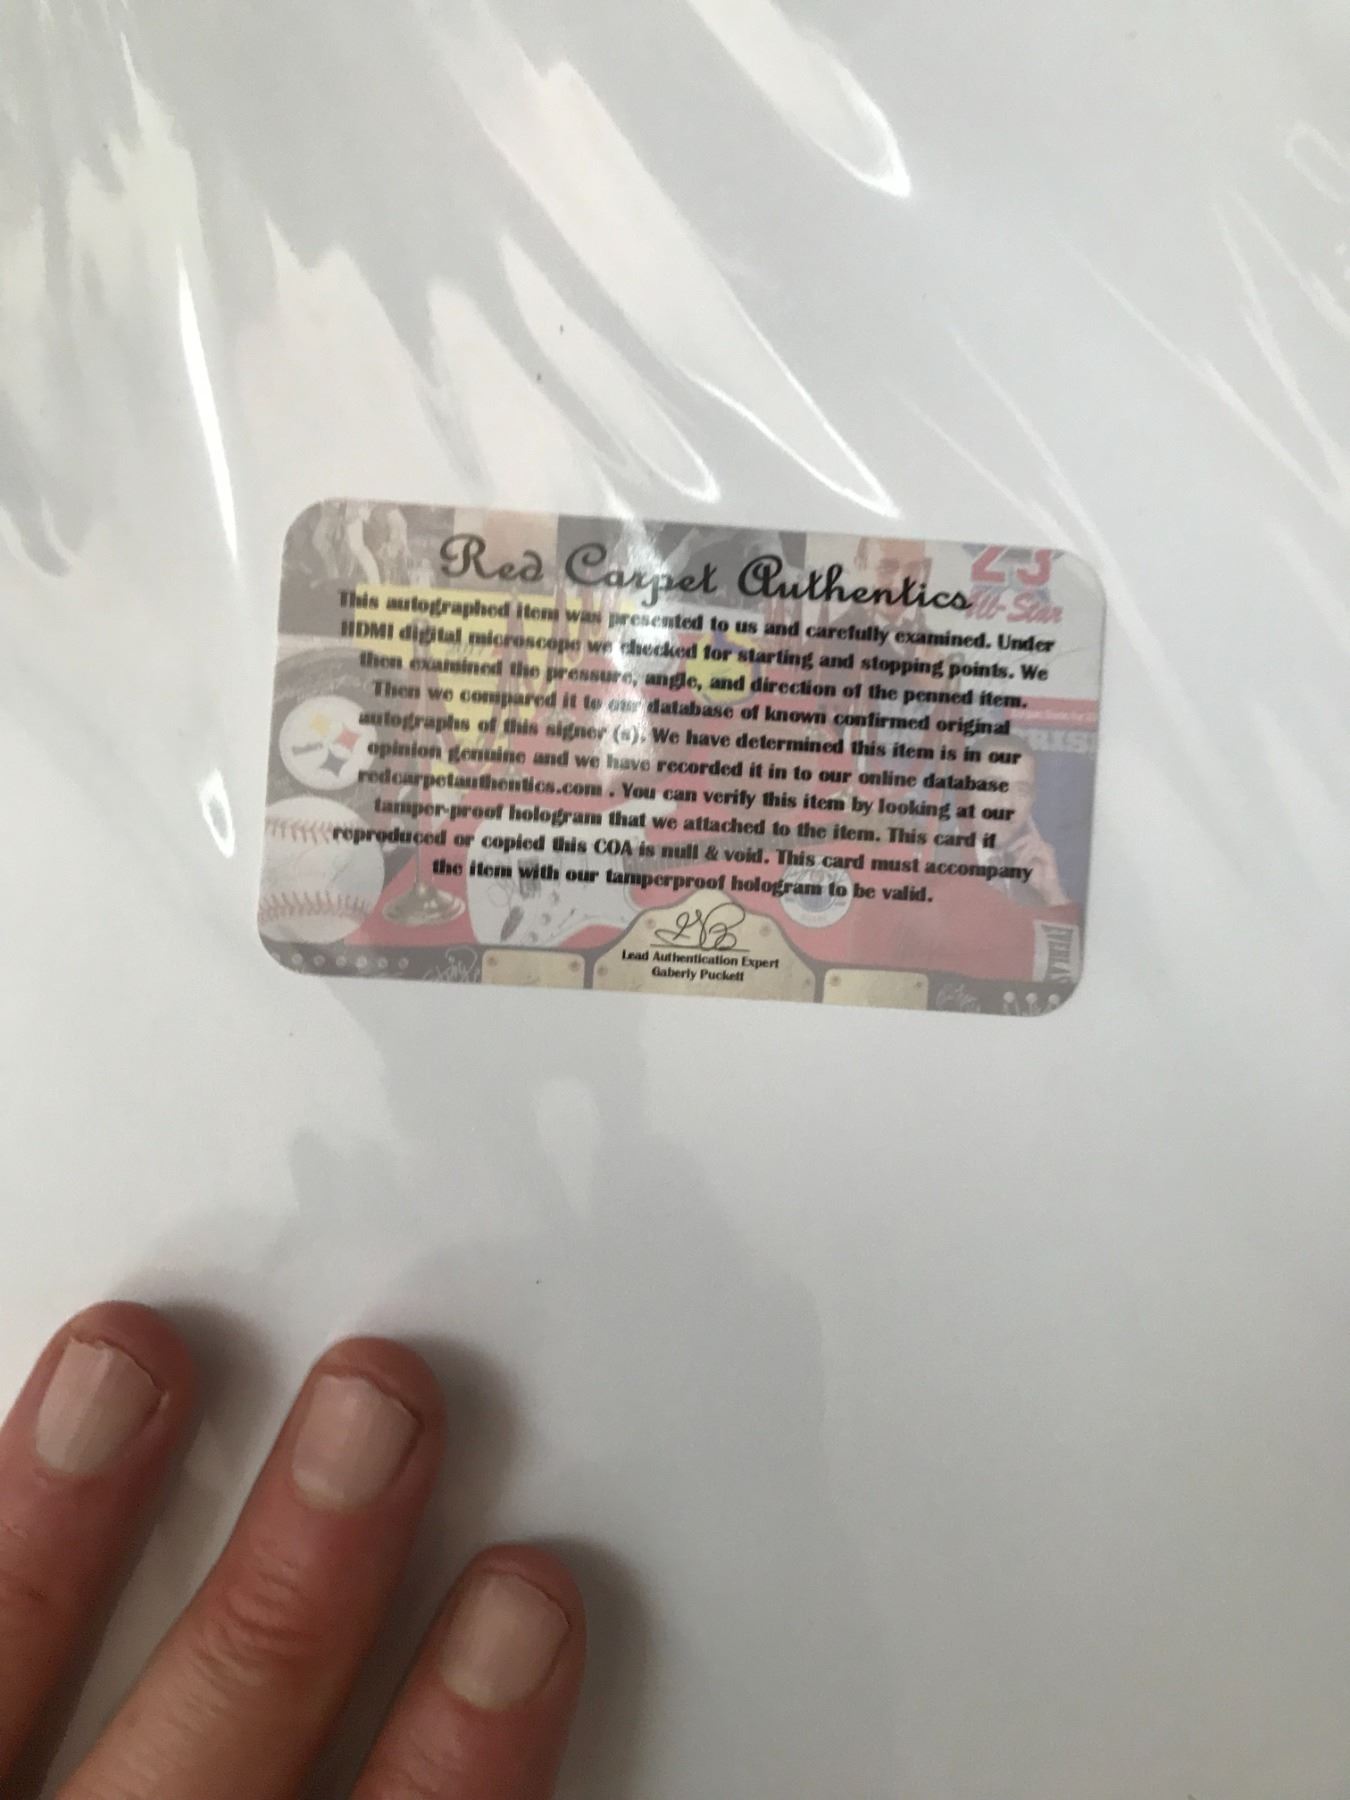 Red Carpet Authentics
23
All-Star
This autographed item was presented to us and carefully examined. Under
HDMI digital microscope we checked for starting and stopping points. We
then examined the pressure, angle, and direction of the penned item.
Then we compared it to our database of known confirmed original
autographs of this signer (s). We have determined this item is in our
opinion genuine and we have recorded it in to our online database
redcarpetauthentics.com . You can verify this item by looking at our
tamper-proof hologram that we attached to the item. This card if
reproduced or copied this COA is null & void. This card must accompany
the item with our tamperproof hologram to be valid.
Lead Authentication Expert
Gaberly Puckett